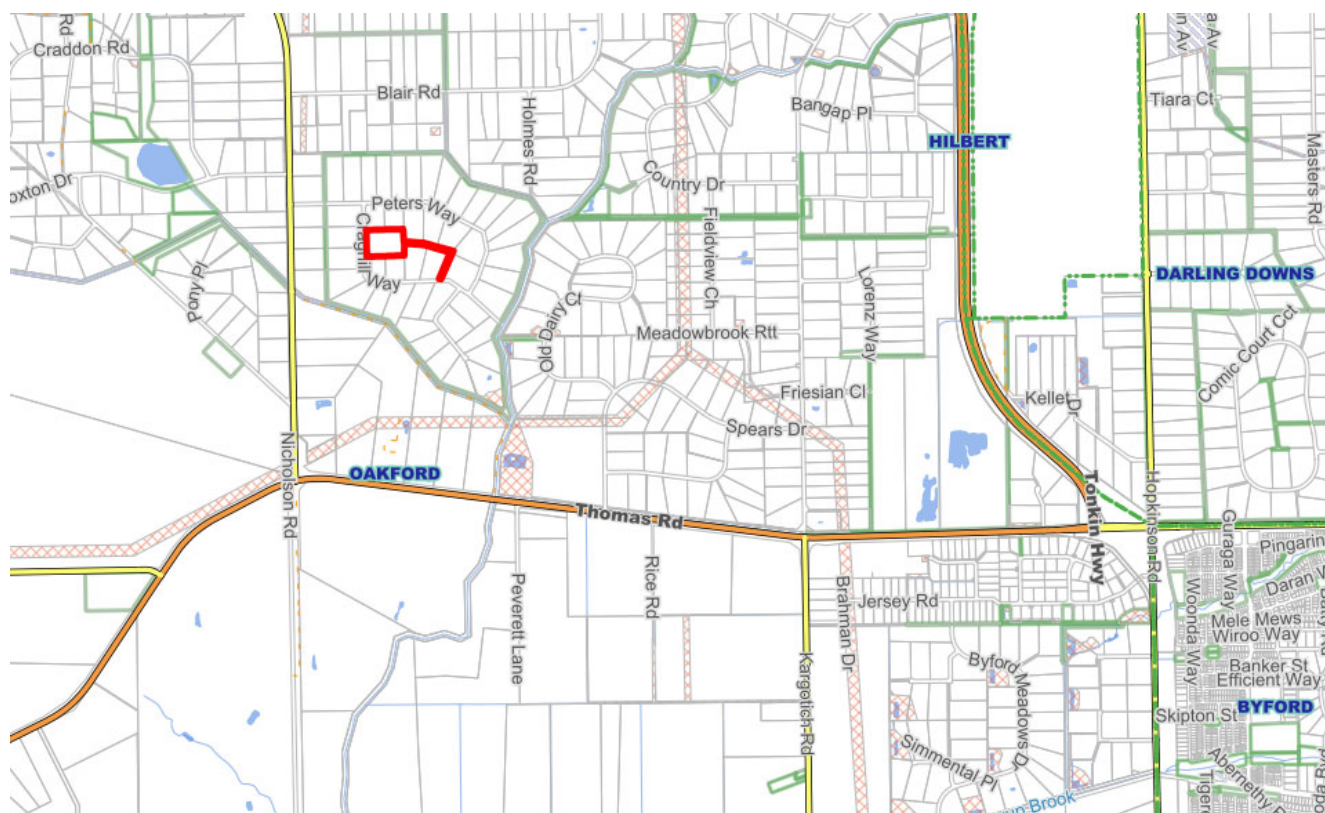 Craddon Rd
Rd
Blair Rd
Holmes Rd
Bangap Pl
Tiara Ct
Av
HILBERT
Masters Rd
oxton Dr
Country Dr
Peters Way
Craghill
Way
Fieldview Ch
Pony Pl
DARLING DOWNS
Lorenz Way
Old
Dairy Ct
Meadowbrook Rtt
Comic Court Cct
Friesian Cl
Kellet Dr
Spears Dr
Nicholson Rd
OAKFORD
Thomas Rd
Tonkin Hwy
Hopkinson Rd
Guraga Way
Pingarin
Daran W
Peverett Lane
Rice Rd
Brahman Dr
Jersey Rd
Woonda Way
Mele Mews
Wiroo Way
Banker St
Efficient Way
Kargotich Rd
Byford Meadows Dr
BYFORD
Skipton St
Simmental Pl
Abernethy
Tiger
Brook